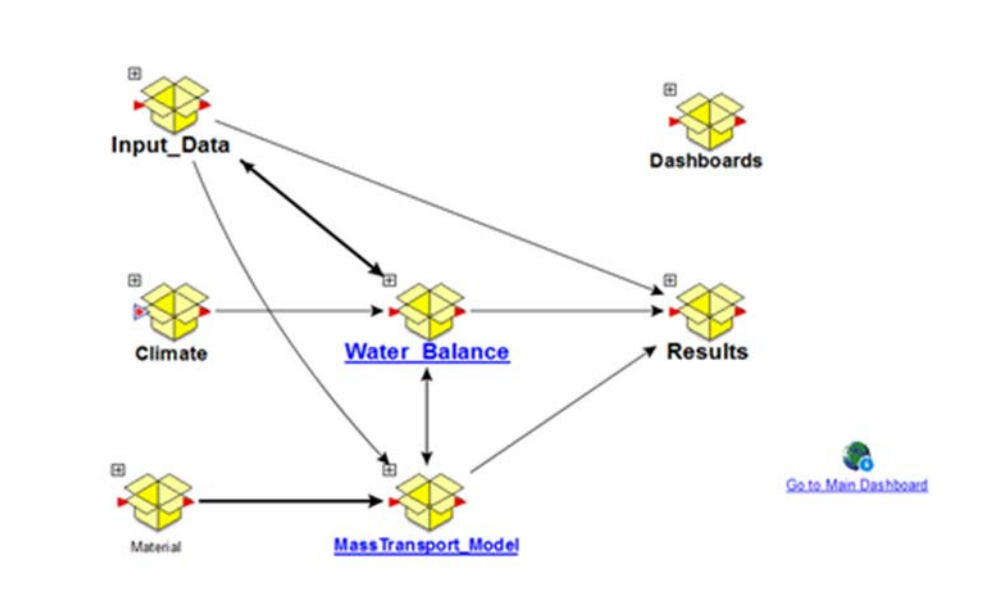 Input_Data
Dashboards
Climate
Water_Balance
Results
Go to Main Dashboard
Material
MassTransport_Model